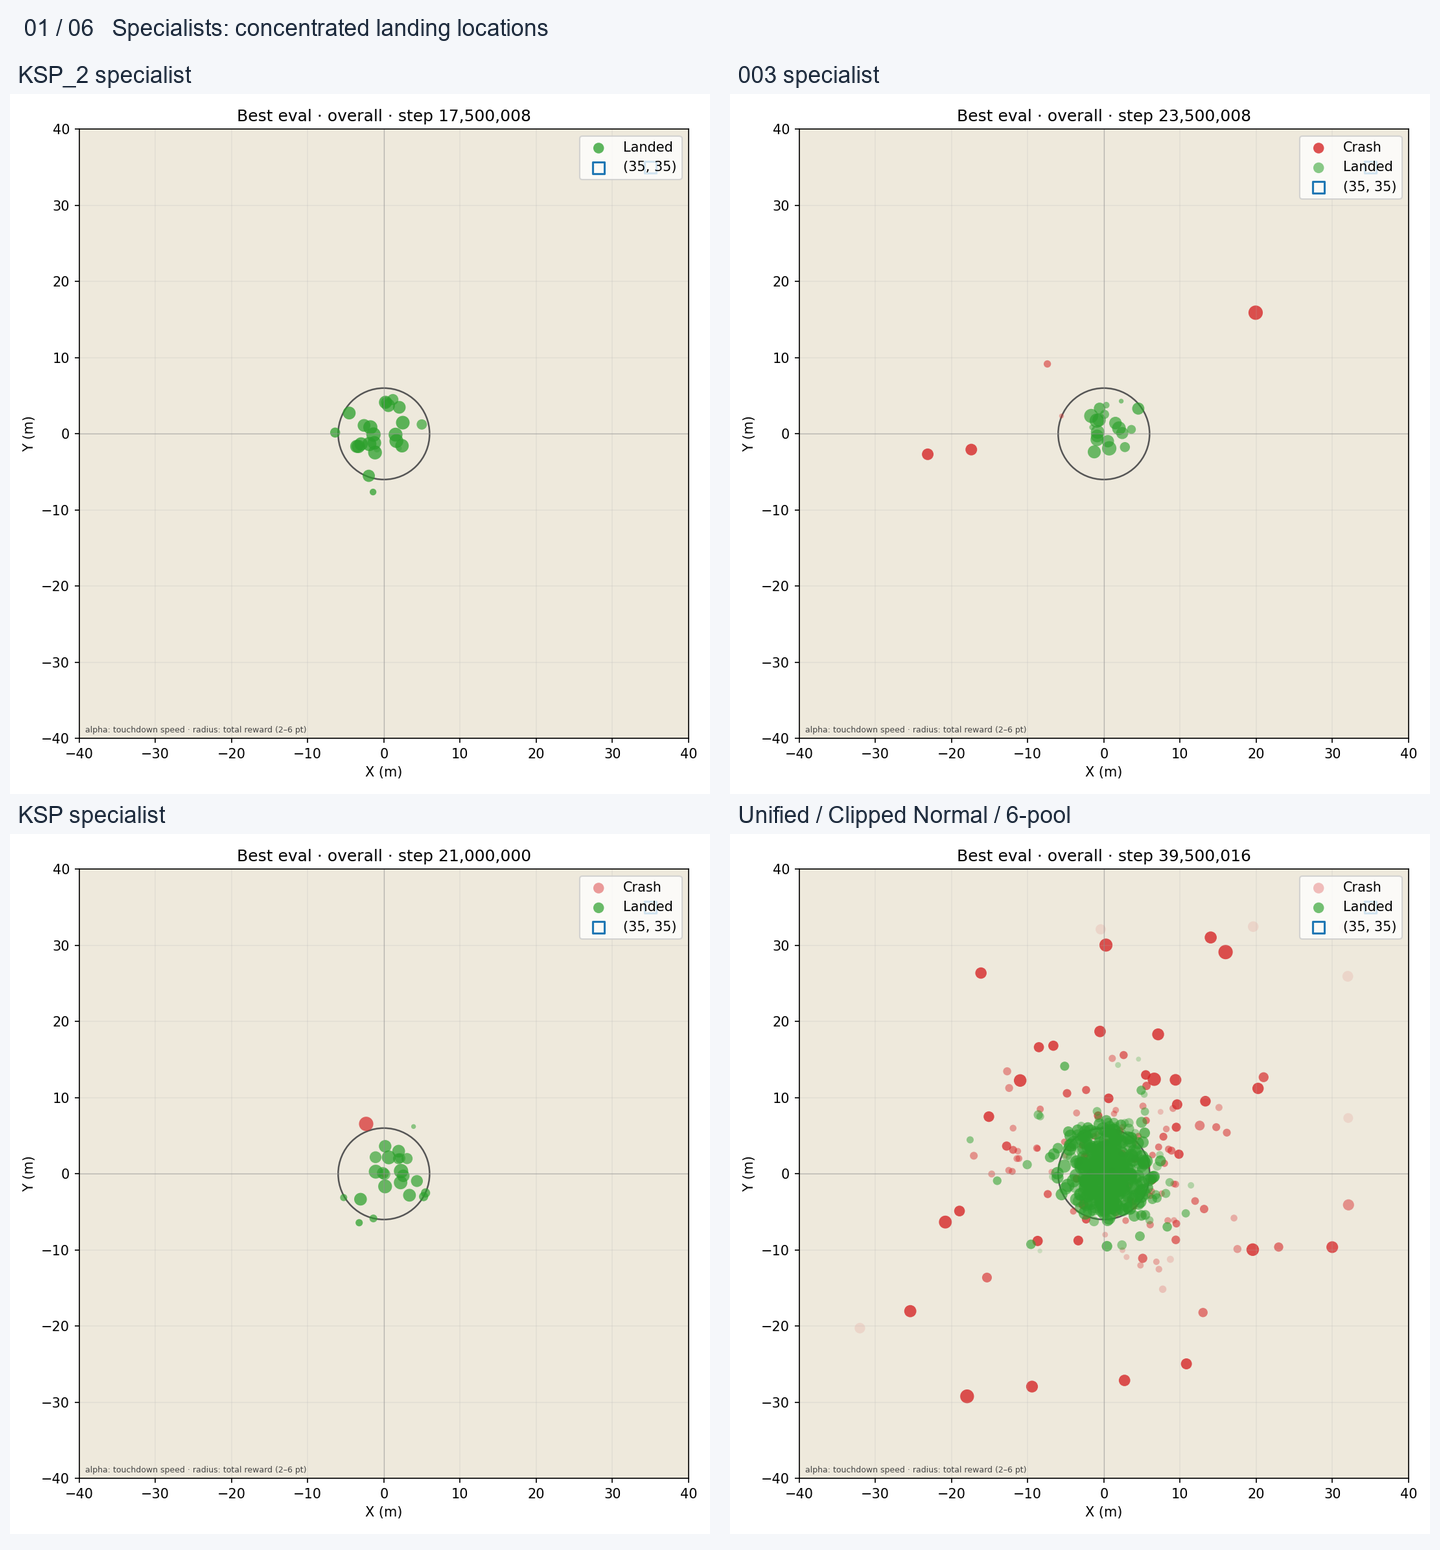 01 / 06 Specialists: concentrated landing locations
KSP_2 specialist
Best eval · overall · step 17,500,008
Landed
(35, 35)
40
30
20
10
0
−10
−20
−30
−40
Y (m)
alpha: touchdown speed · radius: total reward (2–6 pt)
−40 −30 −20 −10 0 10 20 30 40
X (m)
003 specialist
Best eval · overall · step 23,500,008
Crash
Landed
(35, 35)
40
30
20
10
0
−10
−20
−30
−40
Y (m)
alpha: touchdown speed · radius: total reward (2–6 pt)
−40 −30 −20 −10 0 10 20 30 40
X (m)
KSP specialist
Best eval · overall · step 21,000,000
Crash
Landed
(35, 35)
40
30
20
10
0
−10
−20
−30
−40
Y (m)
alpha: touchdown speed · radius: total reward (2–6 pt)
−40 −30 −20 −10 0 10 20 30 40
X (m)
Unified / Clipped Normal / 6-pool
Best eval · overall · step 39,500,016
Crash
Landed
(35, 35)
40
30
20
10
0
−10
−20
−30
−40
Y (m)
alpha: touchdown speed · radius: total reward (2–6 pt)
−40 −30 −20 −10 0 10 20 30 40
X (m)